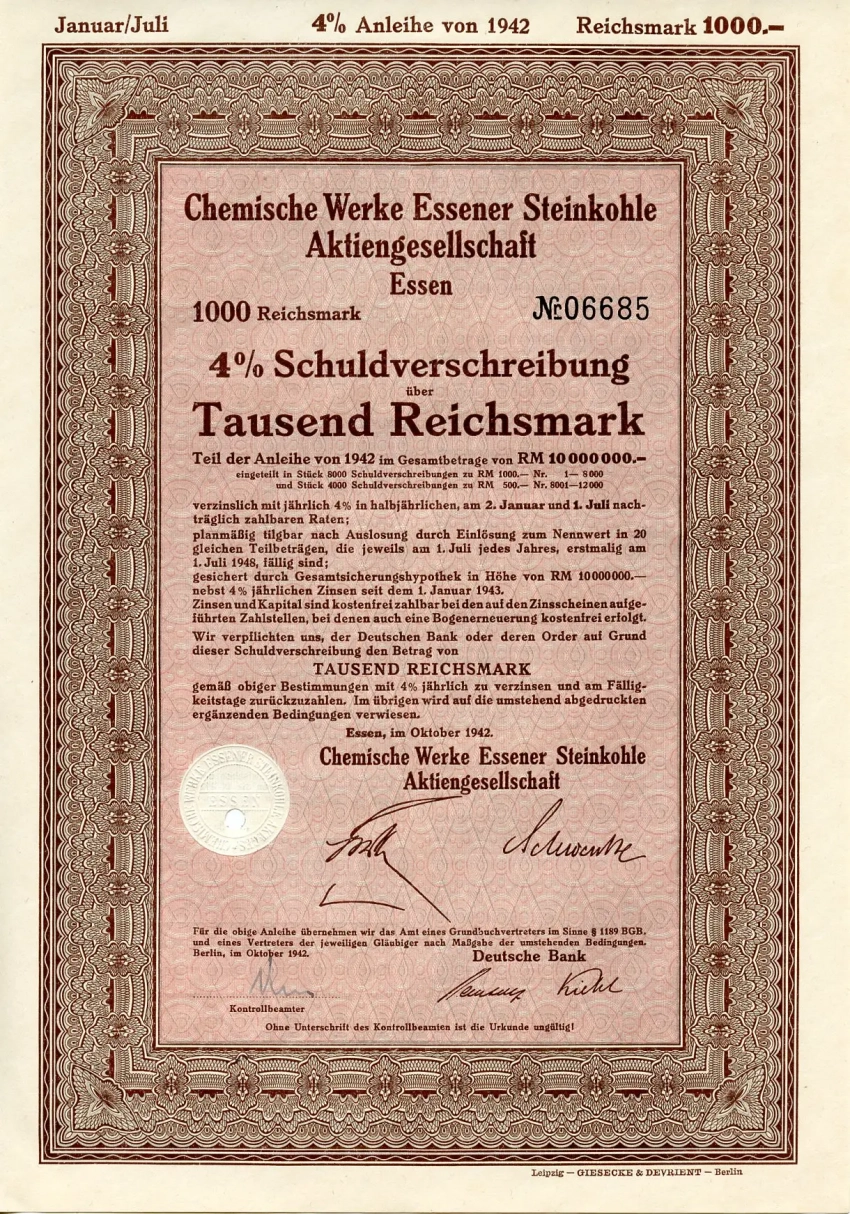 Januar/Juli 4% Anleihe von 1942 Reichsmark 1000.—
Chemische Werke Essener Steinkohle
Aktiengesellschaft
Essen
1000 Reichsmark № 06685
4% Schuldverschreibung
über
Tausend Reichsmark
Teil der Anleihe von 1942 im Gesamtbetrage von RM 10 000 000.—
eingeteilt in Stück 8000 Schuldverschreibungen zu RM 1000.— Nr. 1— 8000
und Stück 4000 Schuldverschreibungen zu RM 500.— Nr. 8001—12000
verzinslich mit jährlich 4% in halbjährlichen, am 2. Januar und 1. Juli nach-
träglich zahlbaren Raten;
planmäßig tilgbar nach Auslosung durch Einlösung zum Nennwert in 20
gleichen Teilbeträgen, die jeweils am 1. Juli jedes Jahres, erstmalig am
1. Juli 1948, fällig sind;
gesichert durch Gesamtsicherungshypothek in Höhe von RM 10000000.—
nebst 4% jährlichen Zinsen seit dem 1. Januar 1943.
Zinsen und Kapital sind kostenfrei zahlbar bei den auf den Zinsscheinen aufge-
führten Zahlstellen, bei denen auch eine Bogenerneuerung kostenfrei erfolgt.
Wir verpflichten uns, der Deutschen Bank oder deren Order auf Grund
dieser Schuldverschreibung den Betrag von
TAUSEND REICHSMARK
gemäß obiger Bestimmungen mit 4% jährlich zu verzinsen und am Fällig-
keitstage zurückzuzahlen. Im übrigen wird auf die umstehend abgedruckten
ergänzenden Bedingungen verwiesen.
Essen, im Oktober 1942.
Chemische Werke Essener Steinkohle
Aktiengesellschaft
ESSEN
Für die obige Anleihe übernehmen wir das Amt eines Grundbuchvertreters im Sinne § 1189 BGB.
und eines Vertreters der jeweiligen Gläubiger nach Maßgabe der umstehenden Bedingungen.
Berlin, im Oktober 1942. Deutsche Bank
Kontrollbeamter
Ohne Unterschrift des Kontrollbeamten ist die Urkunde ungültig!
Leipzig — GIESECKE & DEVRIENT — Berlin